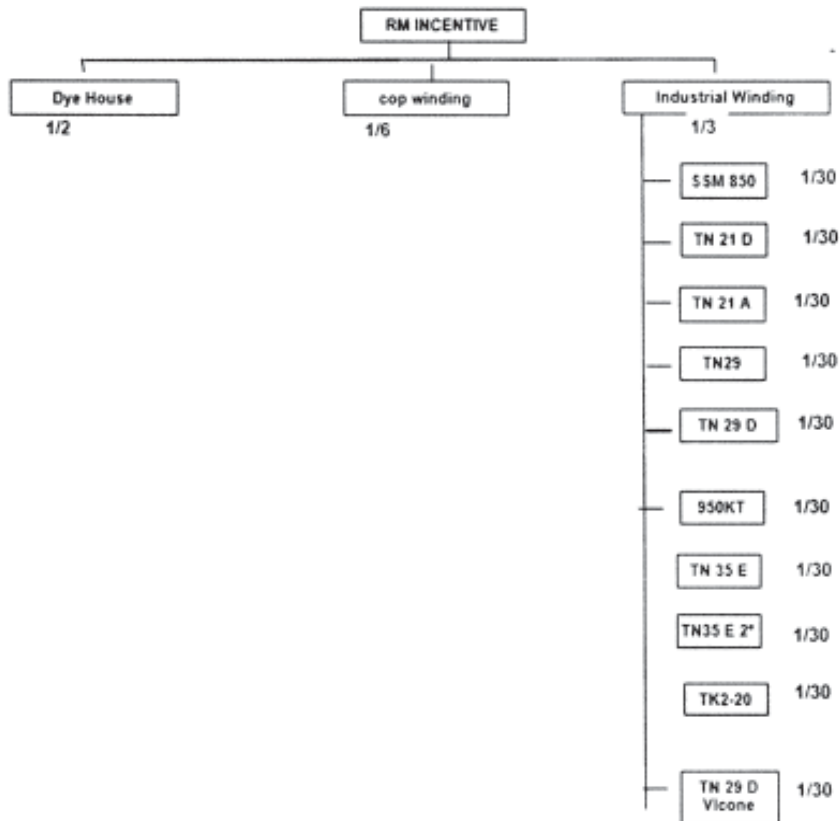 RM INCENTIVE
Dye House
cop winding
Industrial Winding
1/2
1/6
1/3
SSM 850 1/30
TN 21 D 1/30
TN 21 A 1/30
TN29 1/30
TN 29 D 1/30
950KT 1/30
TN 35 E 1/30
TN35 E 2* 1/30
TK2-20 1/30
TN 29 D 1/30
Vlcone